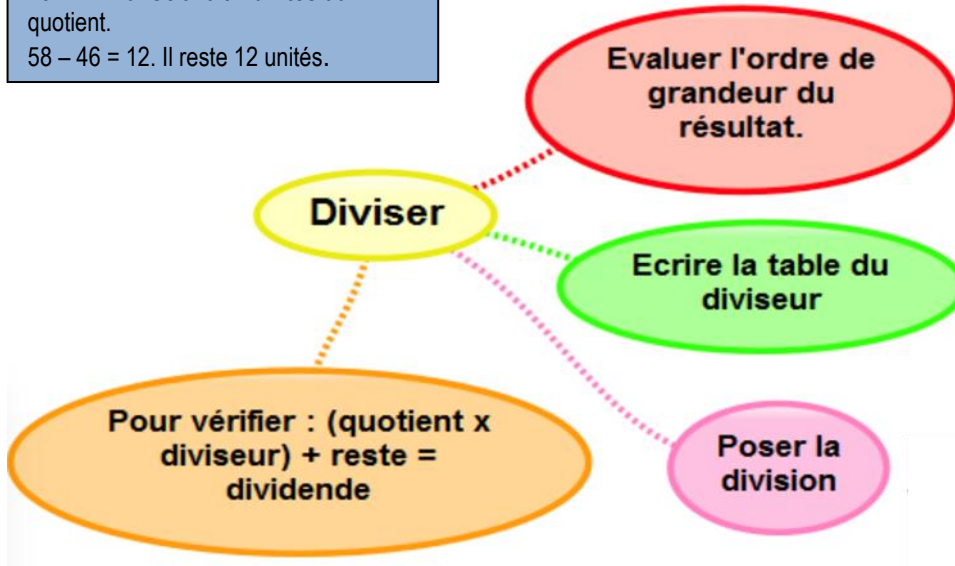 quotient.
58 – 46 = 12. Il reste 12 unités.
Evaluer l'ordre de
grandeur du
résultat.
Diviser
Ecrire la table du
diviseur
Pour vérifier : (quotient x
diviseur) + reste =
dividende
Poser la
division